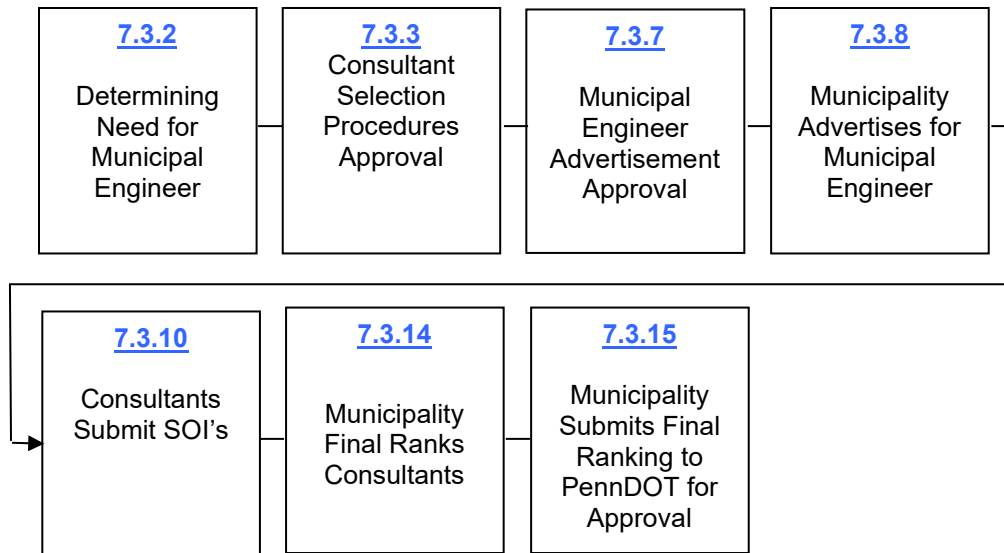 7.3.2
Determining
Need for
Municipal
Engineer
7.3.3
Consultant
Selection
Procedures
Approval
7.3.7
Municipal
Engineer
Advertisement
Approval
7.3.8
Municipality
Advertises for
Municipal
Engineer
7.3.10
Consultants
Submit SOI’s
7.3.14
Municipality
Final Ranks
Consultants
7.3.15
Municipality
Submits Final
Ranking to
PennDOT for
Approval